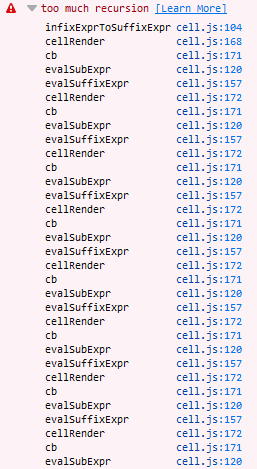 too much recursion [Learn More]
infixExprToSuffixExpr cell.js:104
cellRender cell.js:168
cb cell.js:171
evalSubExpr cell.js:120
evalSuffixExpr cell.js:157
cellRender cell.js:172
cb cell.js:171
evalSubExpr cell.js:120
evalSuffixExpr cell.js:157
cellRender cell.js:172
cb cell.js:171
evalSubExpr cell.js:120
evalSuffixExpr cell.js:157
cellRender cell.js:172
cb cell.js:171
evalSubExpr cell.js:120
evalSuffixExpr cell.js:157
cellRender cell.js:172
cb cell.js:171
evalSubExpr cell.js:120
evalSuffixExpr cell.js:157
cellRender cell.js:172
cb cell.js:171
evalSubExpr cell.js:120
evalSuffixExpr cell.js:157
cellRender cell.js:172
cb cell.js:171
evalSubExpr cell.js:120
evalSuffixExpr cell.js:157
cellRender cell.js:172
cb cell.js:171
evalSubExpr cell.js:120